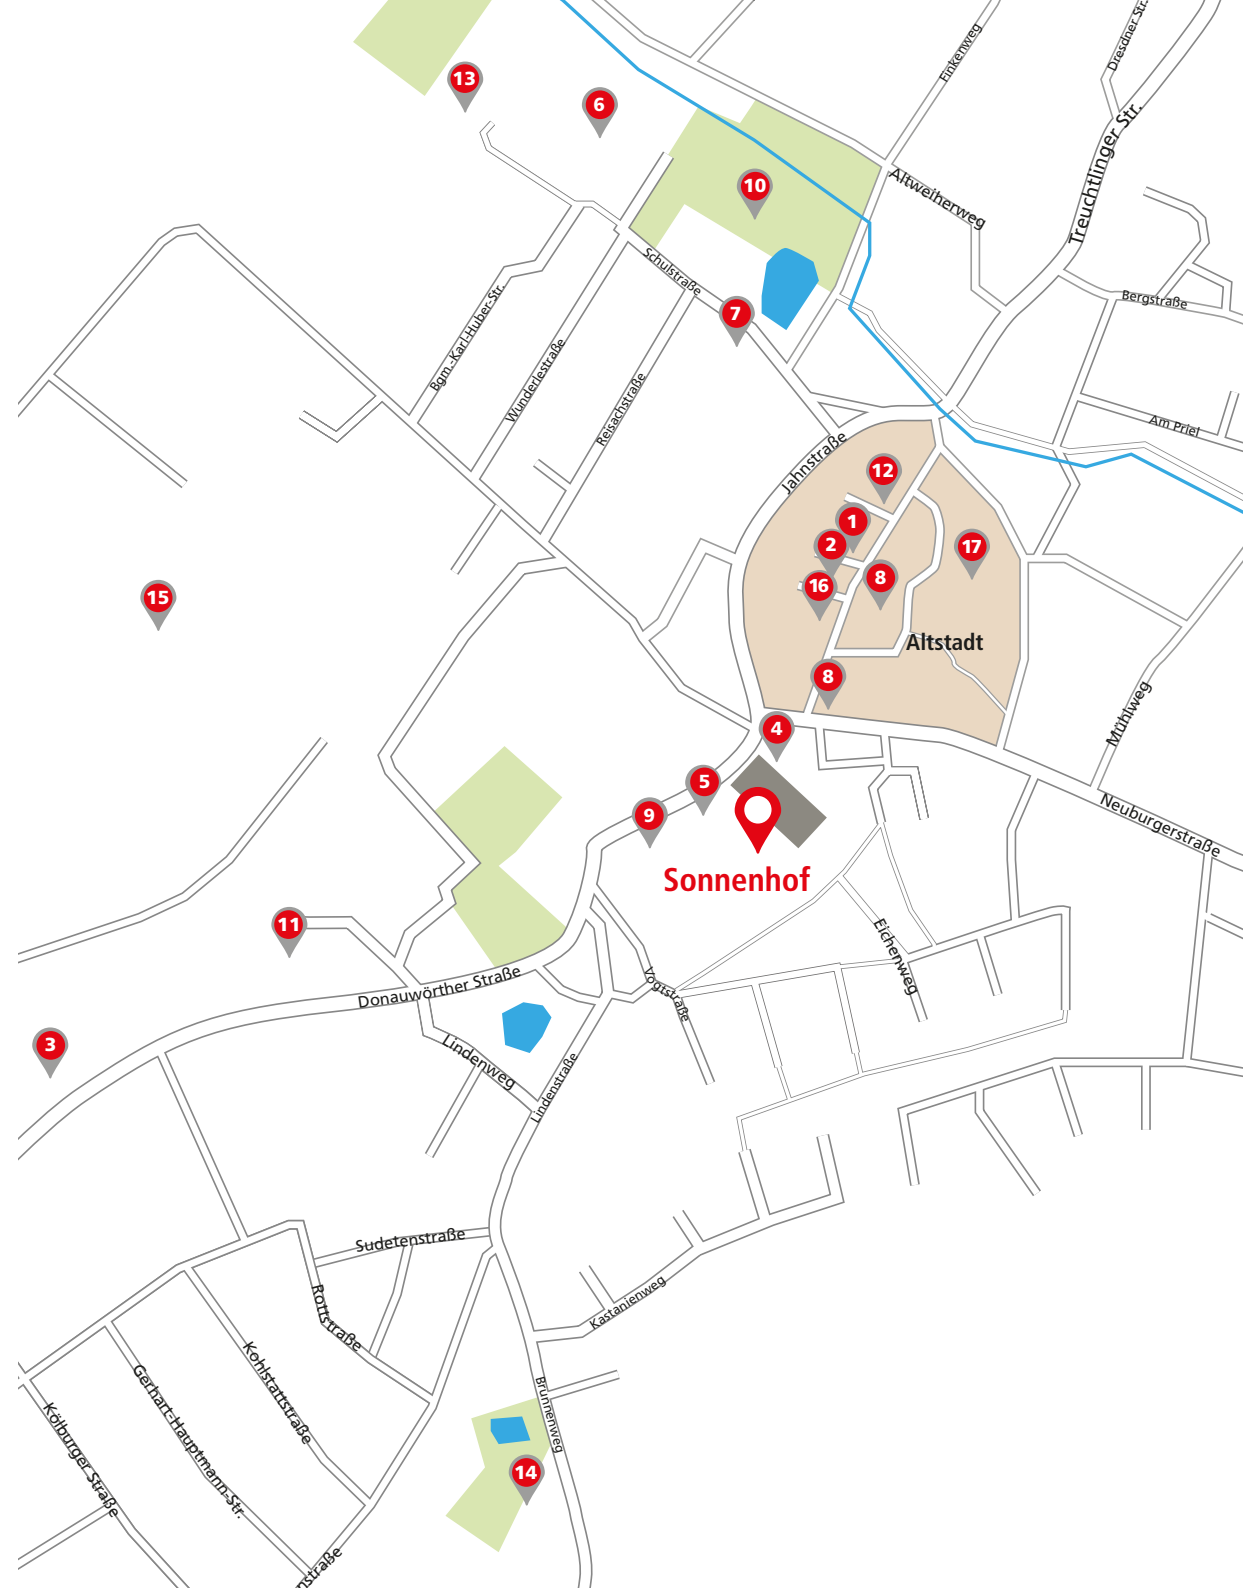 13
6
Finkenweg
Dresdner Str.
Treuchtlinger Str.
10
Altweiherweg
Schulstraße
7
Bergstraße
Bgm.-Karl-Huber-Str.
Wunderlestraße
Reisachstraße
Am Priel
Jahnstraße
12
1
2
17
16
8
15
Altstadt
8
Mühlweg
4
5
9
Neuburgerstraße
Sonnenhof
11
Eichenweg
Donauwörther Straße
Vogtstraße
3
Lindenweg
Lindenstraße
Sudetenstraße
Rottstraße
Kastanienweg
Kohlstattstraße
Gerhart-Hauptmann-Str.
Kölburger Straße
Brunnenweg
14
nstraße